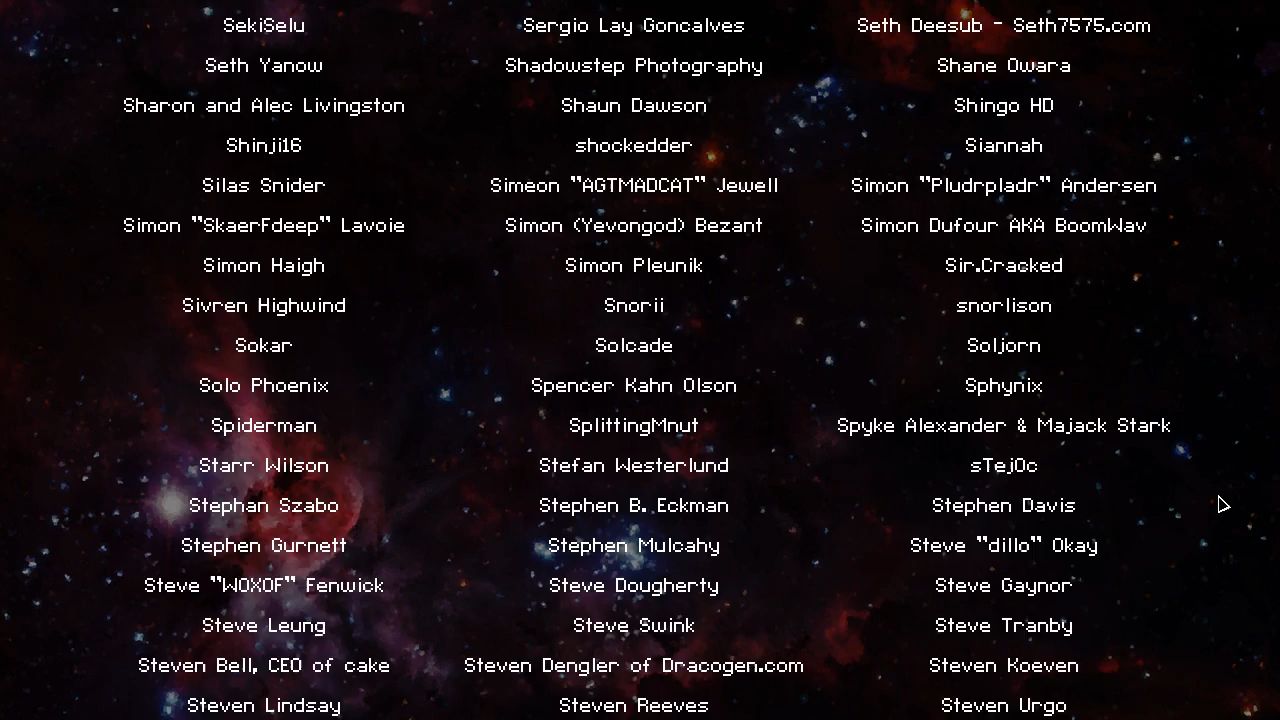 SekiSelu Sergio Lay Goncalves Seth Deesub - Seth7575.com
Seth Yanow Shadowstep Photography Shane Owara
Sharon and Alec Livingston Shaun Dawson Shingo HD
Shinji16 shockedder Siannah
Silas Snider Simeon "AGTMADCAT" Jewell Simon "Pludrpladr" Andersen
Simon "SkaerFdeep" Lavoie Simon (Yevongod) Bezant Simon Dufour AKA BoomWav
Simon Haigh Simon Pleunik Sir.Cracked
Sivren Highwind Snorii snorlison
Sokar Solcade Soljorn
Solo Phoenix Spencer Kahn Olson Sphynix
Spiderman SplittingMnut Spyke Alexander & Majack Stark
Starr Wilson Stefan Westerlund sTej0c
Stephan Szabo Stephen B. Eckman Stephen Davis
Stephen Gurnett Stephen Mulcahy Steve "dillo" Okay
Steve "WOXOF" Fenwick Steve Dougherty Steve Gaynor
Steve Leung Steve Swink Steve Tranby
Steven Bell, CEO of cake Steven Dengler of Dracogen.com Steven Koeven
Steven Lindsay Steven Reeves Steven Urgo